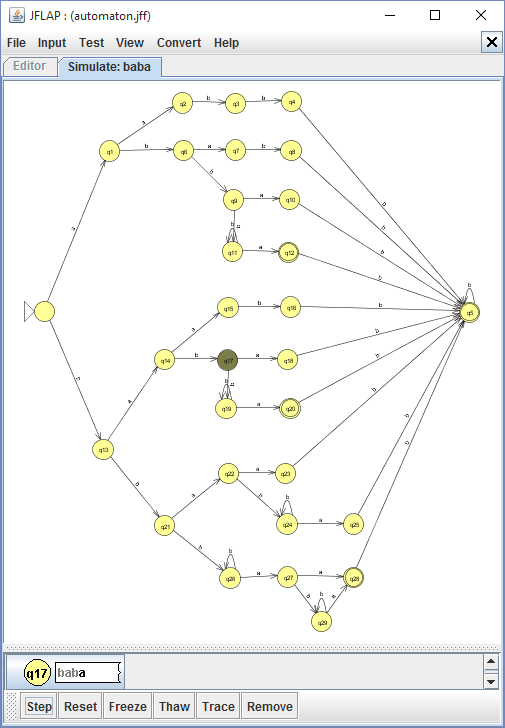 JFLAP : (automaton.jff)
File Input Test View Convert Help
Editor Simulate: baba
q4
q2 b q3 b
a
q1 b q6 a q7 b q8
b b
q9 a q10
b
b
b
q11 a q12
b
b
q5
q15 b q16 b
a
b
q14 b q17 a q18
b
q19 a q20
a
b
q13
q22 a q23
b
a
b
b
q21 q24 a q25
b
b
q26 a q27 a q28
b
b
a
q29
q17 baba
Step Reset Freeze Thaw Trace Remove